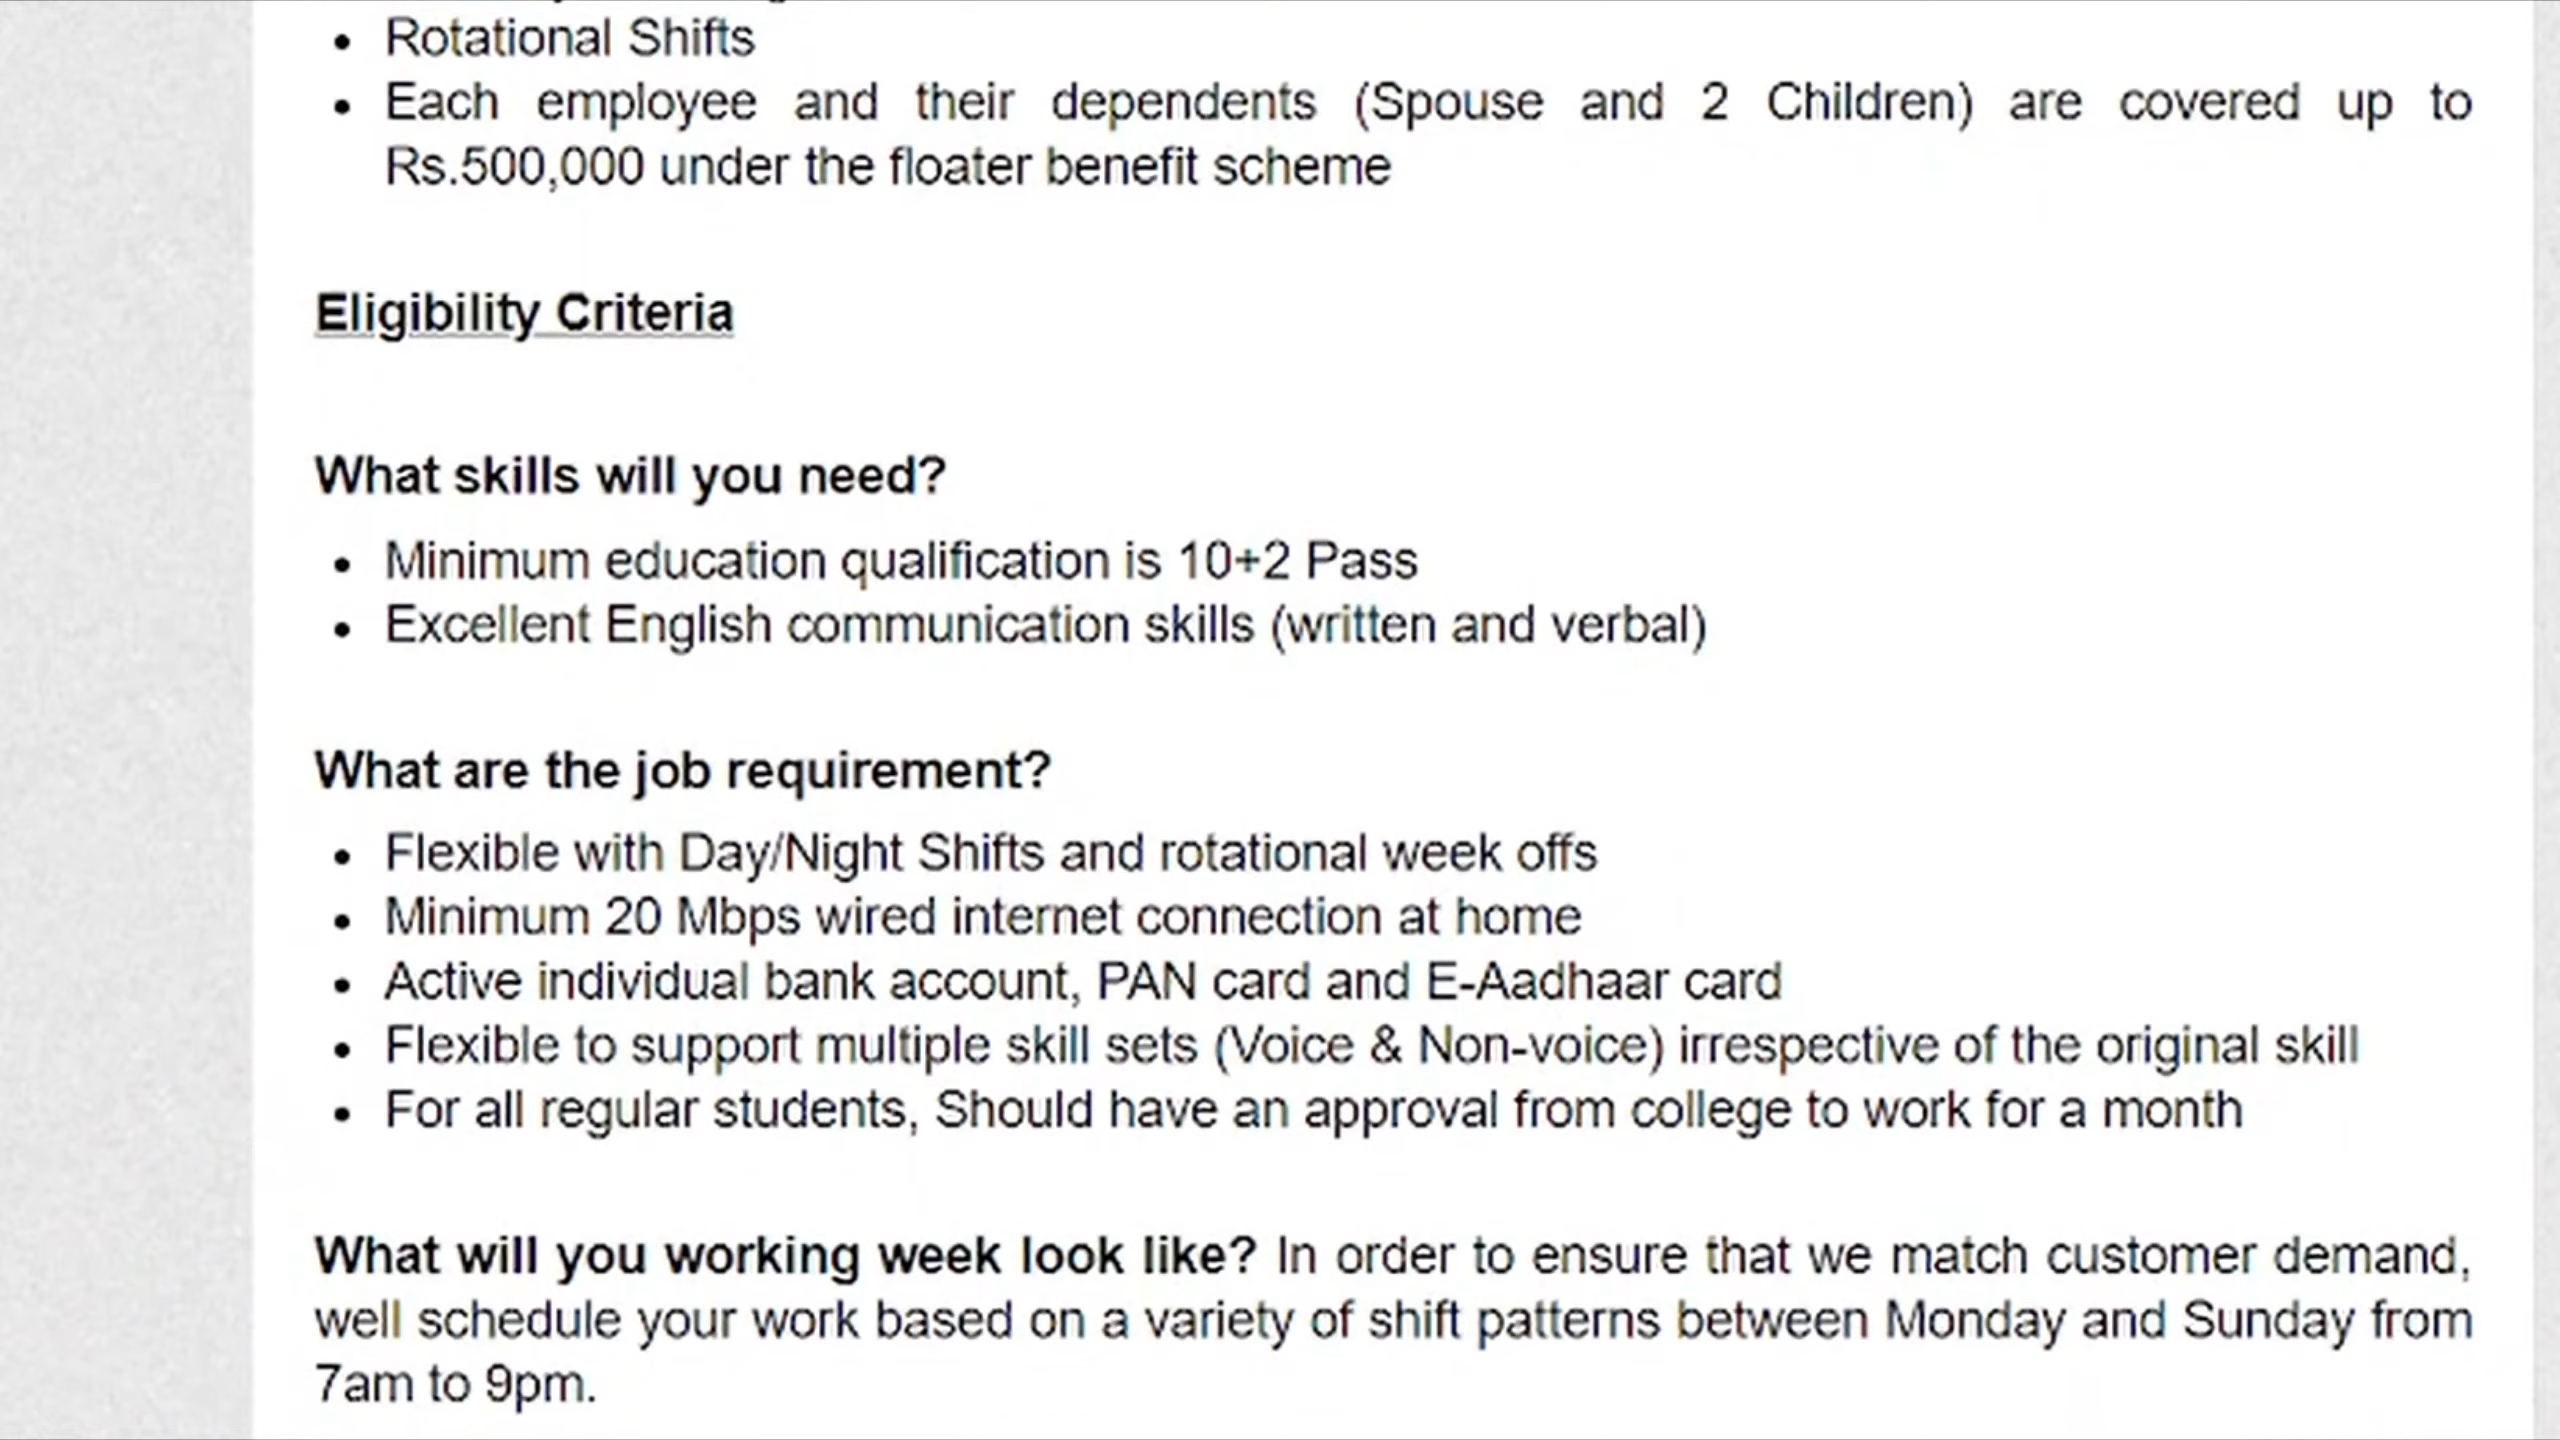 Rotational Shifts
Each employee and their dependents (Spouse and 2 Children) are covered up to
Rs.500,000 under the floater benefit scheme
Eligibility Criteria
What skills will you need?
Minimum education qualification is 10+2 Pass
Excellent English communication skills (written and verbal)
What are the job requirement?
Flexible with Day/Night Shifts and rotational week offs
Minimum 20 Mbps wired internet connection at home
Active individual bank account, PAN card and E-Aadhaar card
Flexible to support multiple skill sets (Voice & Non-voice) irrespective of the original skill
For all regular students, Should have an approval from college to work for a month
What will you working week look like? In order to ensure that we match customer demand,
well schedule your work based on a variety of shift patterns between Monday and Sunday from
7am to 9pm.